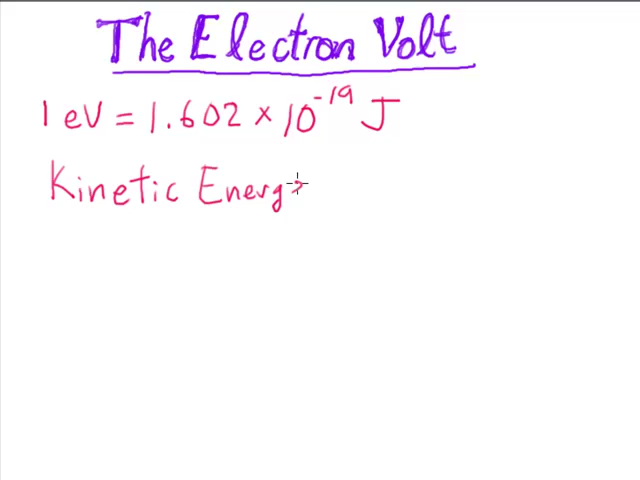 The Electron Volt
1 eV = 1.602 × 10⁻¹⁹ J
Kinetic Energ